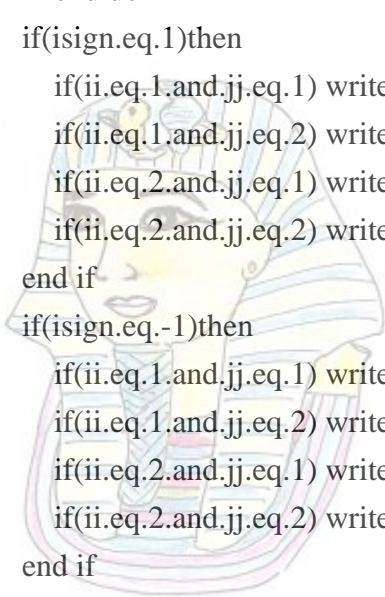 if(isign.eq.1)then
if(ii.eq.1.and.jj.eq.1) write
if(ii.eq.1.and.jj.eq.2) write
if(ii.eq.2.and.jj.eq.1) write
if(ii.eq.2.and.jj.eq.2) write
end if
if(isign.eq.-1)then
if(ii.eq.1.and.jj.eq.1) write
if(ii.eq.1.and.jj.eq.2) write
if(ii.eq.2.and.jj.eq.1) write
if(ii.eq.2.and.jj.eq.2) write
end if